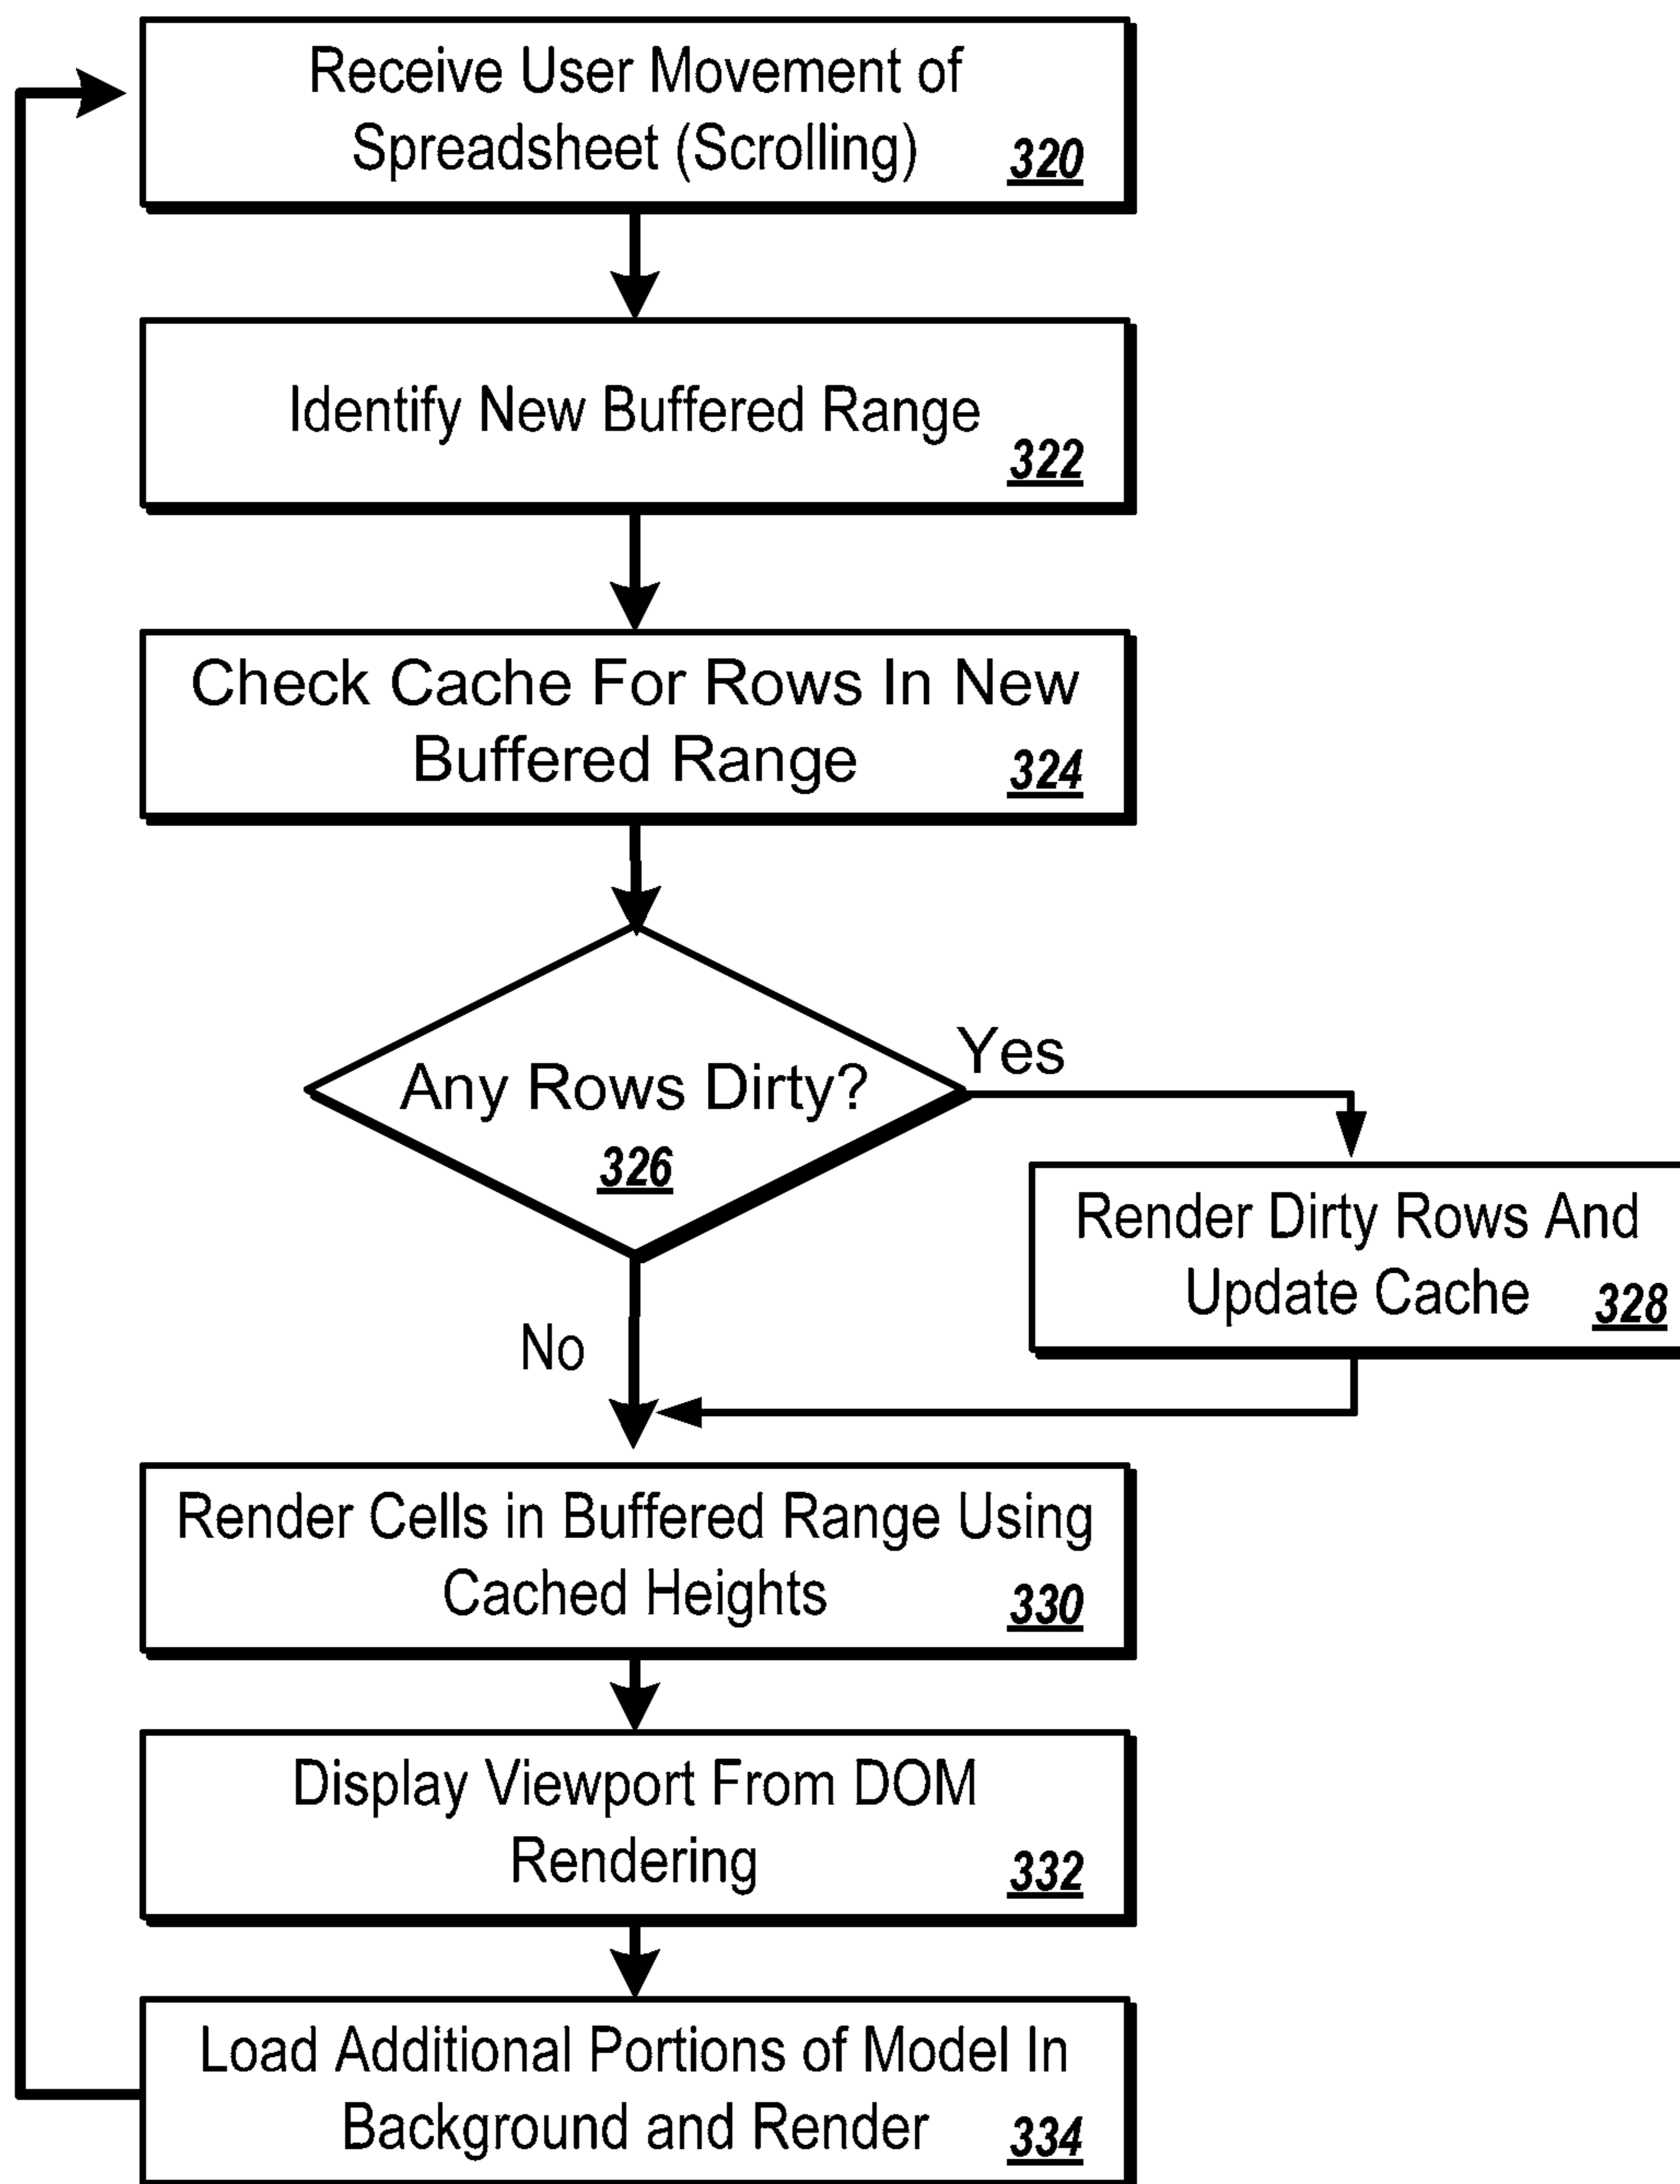 Receive User Movement of
Spreadsheet (Scrolling) 320
Identify New Buffered Range
322
Check Cache For Rows In New
Buffered Range 324
Any Rows Dirty?
326
Yes
Render Dirty Rows And
Update Cache 328
No
Render Cells in Buffered Range Using
Cached Heights 330
Display Viewport From DOM
Rendering 332
Load Additional Portions of Model In
Background and Render 334